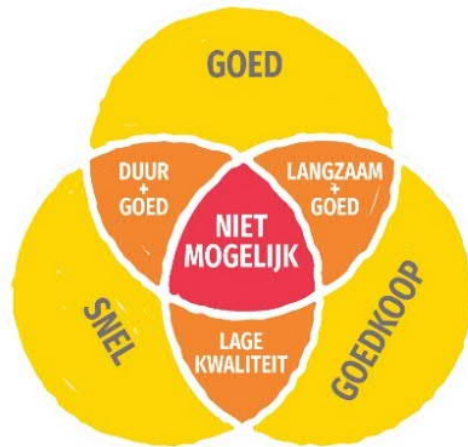 GOED
DUUR
+
GOED
LANGZAAM
+
GOED
NIET
MOGELIJK
SNEL
GOEDKOOP
LAGE
KWALITEIT